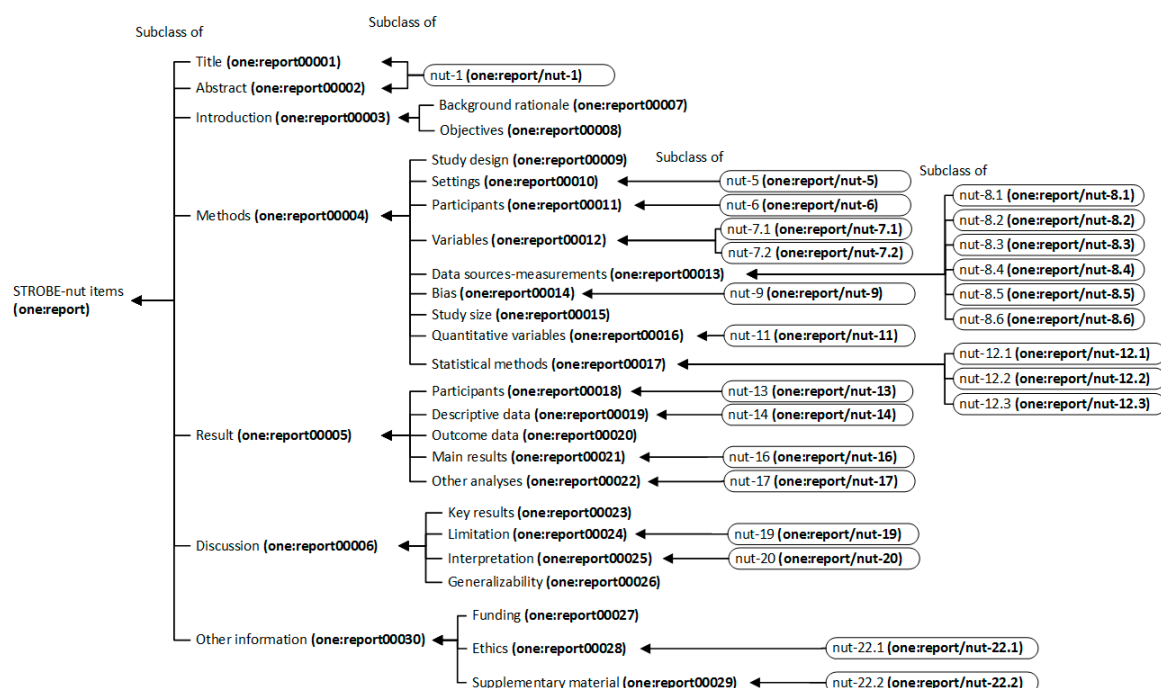 Subclass of
Subclass of
Title (one:report00001)
nut-1 (one:report/nut-1)
Abstract (one:report00002)
Introduction (one:report00003)
Background rationale (one:report00007)
Objectives (one:report00008)
Methods (one:report00004)
Study design (one:report00009)
Subclass of
Settings (one:report00010)
nut-5 (one:report/nut-5)
Participants (one:report00011)
nut-6 (one:report/nut-6)
Variables (one:report00012)
nut-7.1 (one:report/nut-7.1)
nut-7.2 (one:report/nut-7.2)
Data sources-measurements (one:report00013)
Subclass of
nut-8.1 (one:report/nut-8.1)
nut-8.2 (one:report/nut-8.2)
nut-8.3 (one:report/nut-8.3)
nut-8.4 (one:report/nut-8.4)
nut-8.5 (one:report/nut-8.5)
nut-8.6 (one:report/nut-8.6)
Bias (one:report00014)
nut-9 (one:report/nut-9)
Study size (one:report00015)
Quantitative variables (one:report00016)
nut-11 (one:report/nut-11)
Statistical methods (one:report00017)
nut-12.1 (one:report/nut-12.1)
nut-12.2 (one:report/nut-12.2)
nut-12.3 (one:report/nut-12.3)
STROBE-nut items
(one:report)
Result (one:report00005)
Participants (one:report00018)
nut-13 (one:report/nut-13)
Descriptive data (one:report00019)
nut-14 (one:report/nut-14)
Outcome data (one:report00020)
Main results (one:report00021)
nut-16 (one:report/nut-16)
Other analyses (one:report00022)
nut-17 (one:report/nut-17)
Discussion (one:report00006)
Key results (one:report00023)
Limitation (one:report00024)
nut-19 (one:report/nut-19)
Interpretation (one:report00025)
nut-20 (one:report/nut-20)
Generalizability (one:report00026)
Other information (one:report00030)
Funding (one:report00027)
Ethics (one:report00028)
nut-22.1 (one:report/nut-22.1)
Supplementary material (one:report00029)
nut-22.2 (one:report/nut-22.2)